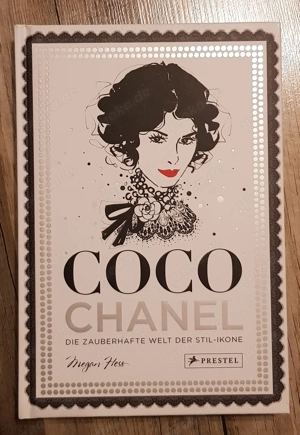 COCO
CHANEL
DIE ZAUBERHAFTE WELT DER STIL-IKONE
Megan Hess
PRESTEL